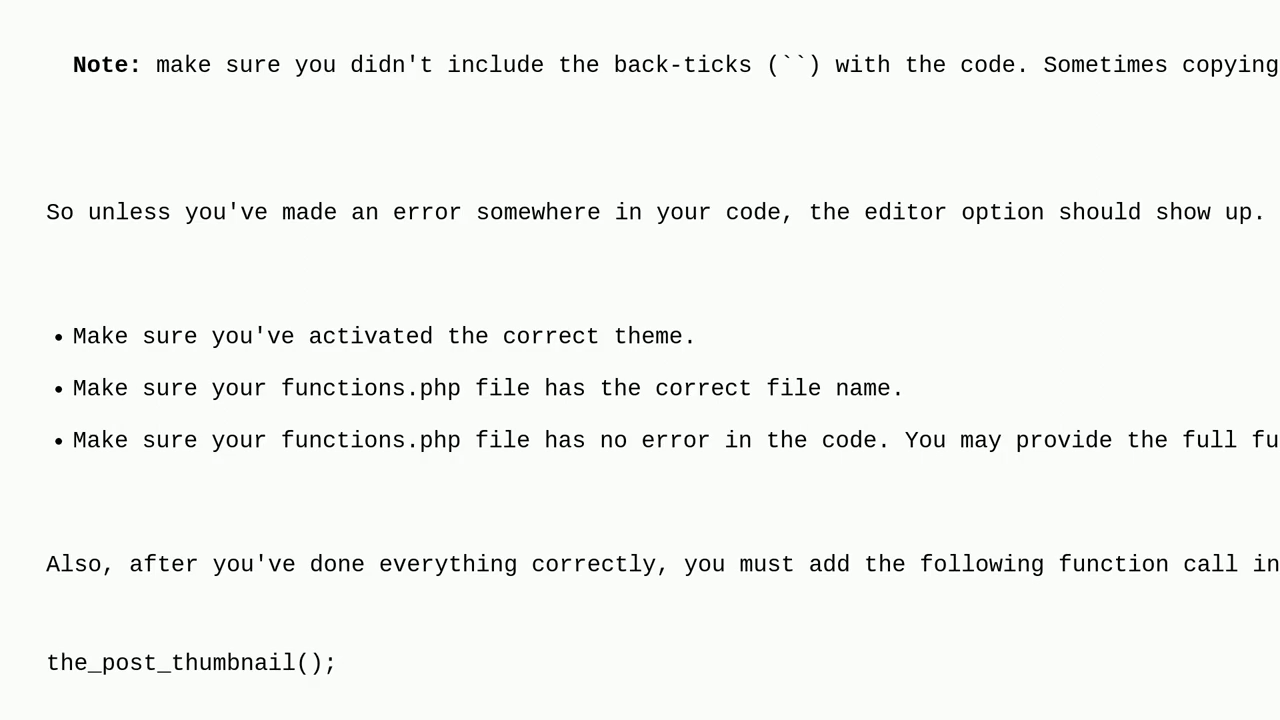 Note: make sure you didn't include the back-ticks (``) with the code. Sometimes copying
So unless you've made an error somewhere in your code, the editor option should show up.
• Make sure you've activated the correct theme.
• Make sure your functions.php file has the correct file name.
• Make sure your functions.php file has no error in the code. You may provide the full fu
Also, after you've done everything correctly, you must add the following function call in
the_post_thumbnail();